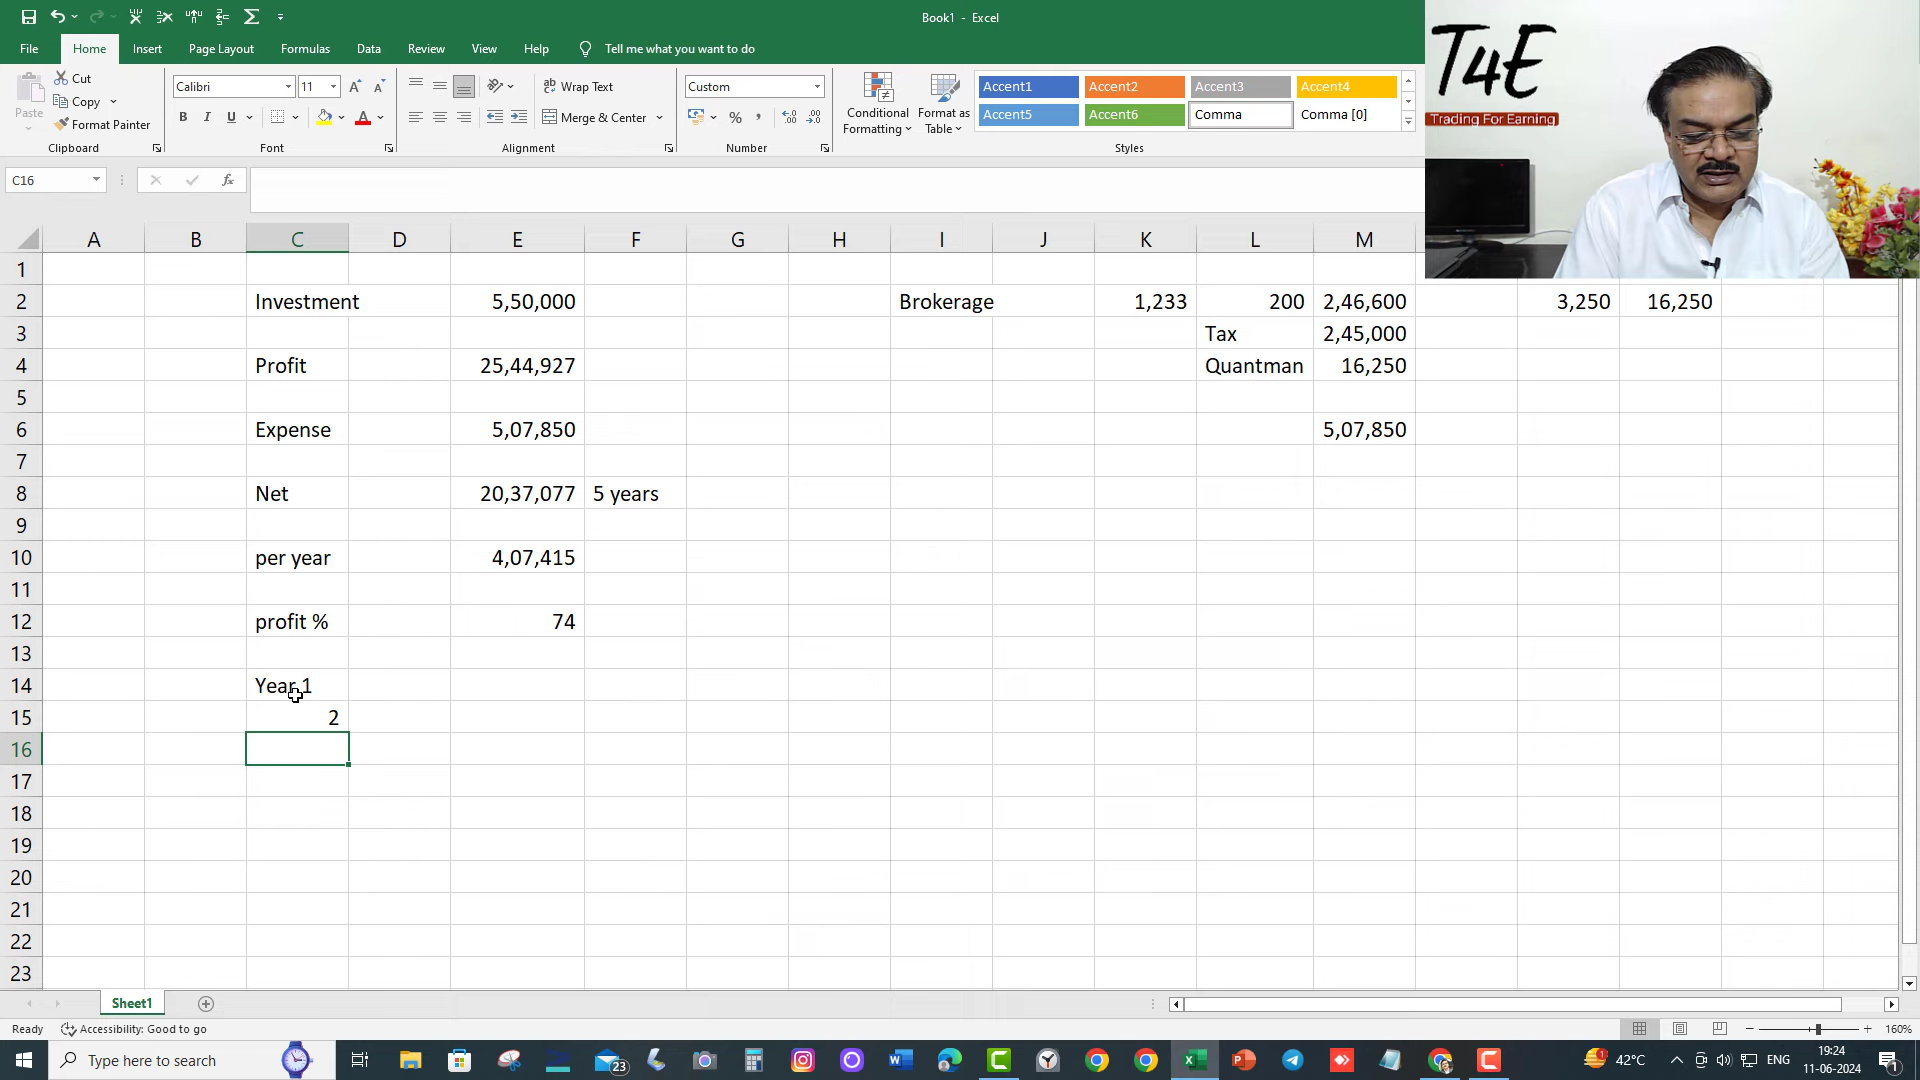 Book1 - Excel
File Home Insert Page Layout Formulas Data Review View Help Tell me what you want to do
Paste
Cut
Copy
Format Painter
Calibri 11
B I U
Wrap Text
Merge & Center
Custom
Conditional Formatting
Format as Table
Accent1 Accent2 Accent3 Accent4
Accent5 Accent6 Comma Comma [0]
Clipboard Font Alignment Number Styles
T4E
Trading For Earning
C16 fx
A B C D E F G H I J K L M
1
2 Investment 5,50,000 Brokerage 1,233 200 2,46,600 3,250 16,250
3 Tax 2,45,000
4 Profit 25,44,927 Quantman 16,250
5
6 Expense 5,07,850 5,07,850
7
8 Net 20,37,077 5 years
9
10 per year 4,07,415
11
12 profit % 74
13
14 Year 1
15 2
16
17
18
19
20
21
22
23
Sheet1
Ready Accessibility: Good to go 160%
Type here to search 23 42°C ENG 19:24
11-06-2024